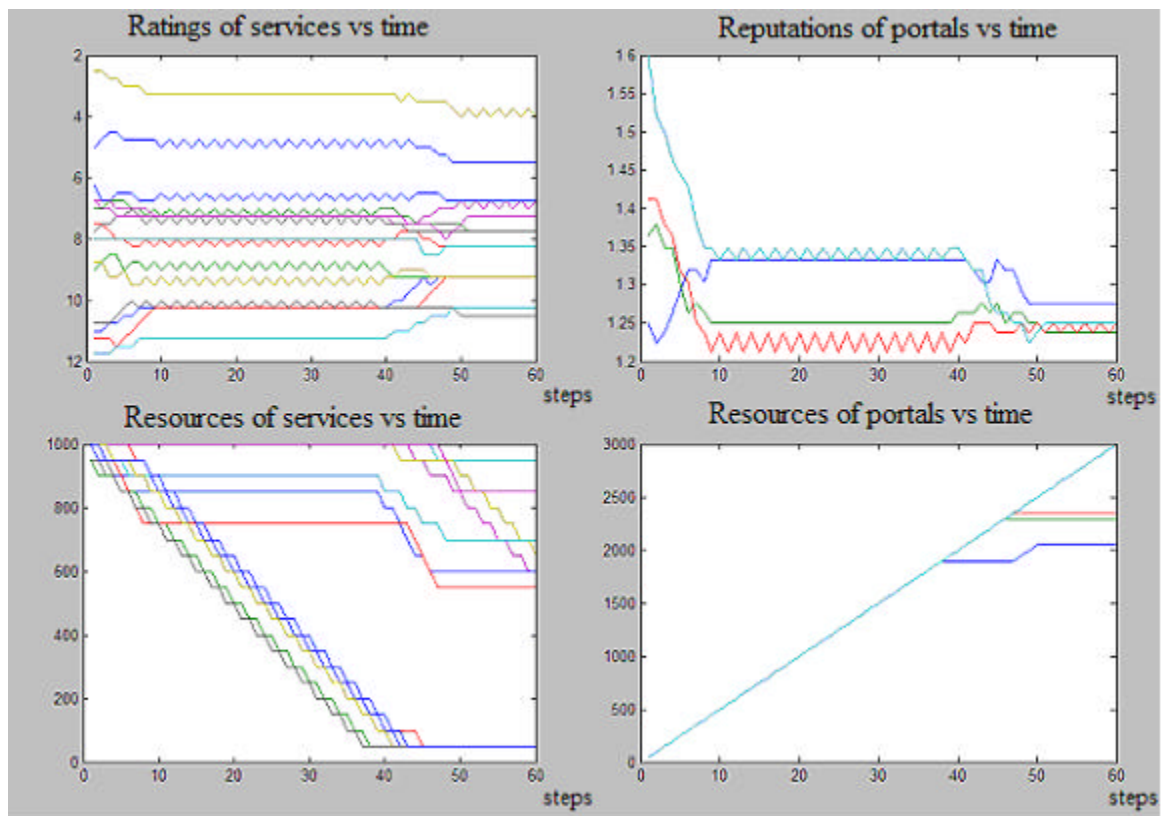 Ratings of services vs time
2
4
6
8
10
12
0 10 20 30 40 50 60
steps
Reputations of portals vs time
1.6
1.55
1.5
1.45
1.4
1.35
1.3
1.25
1.2
0 10 20 30 40 50 60
steps
Resources of services vs time
1000
800
600
400
200
0
0 10 20 30 40 50 60
steps
Resources of portals vs time
3000
2500
2000
1500
1000
500
0
0 10 20 30 40 50 60
steps